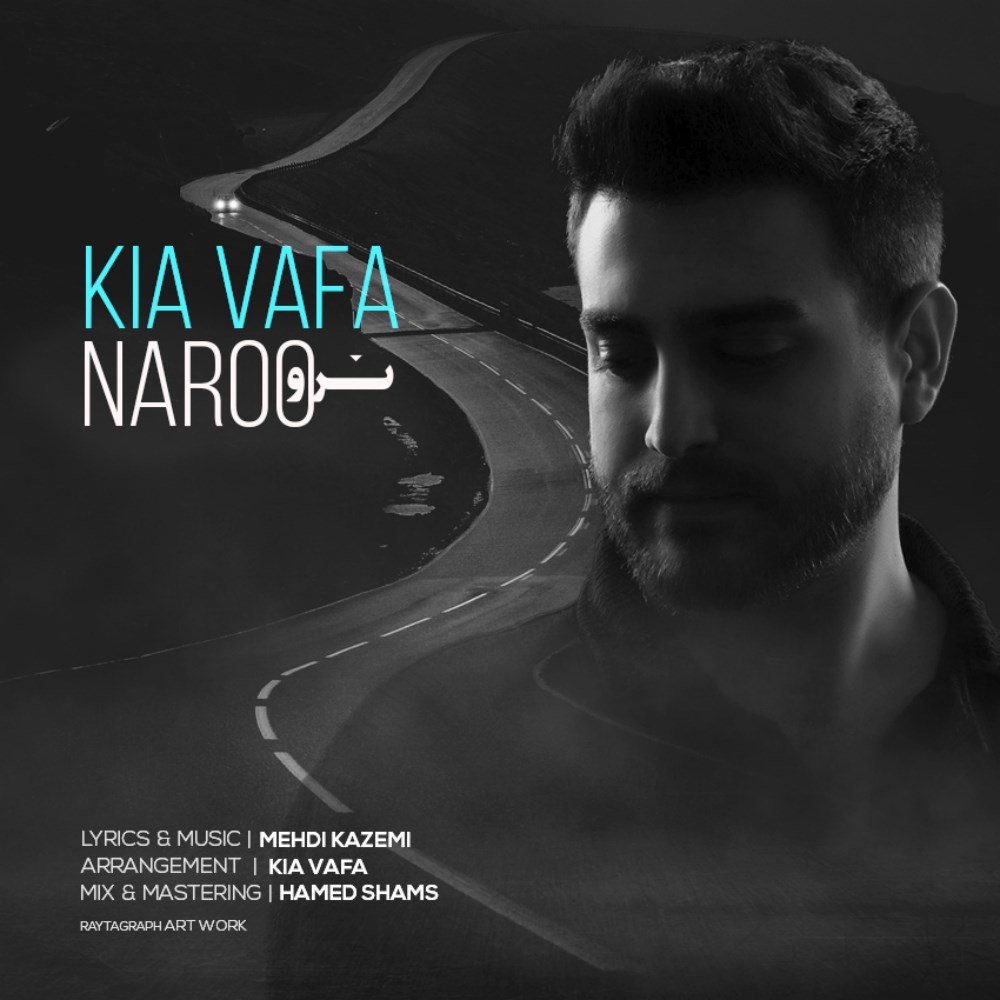 KIA VAFA
NAROO نرو
LYRICS & MUSIC | MEHDI KAZEMI
ARRANGEMENT | KIA VAFA
MIX & MASTERING | HAMED SHAMS
RAYTAGRAPH ART WORK